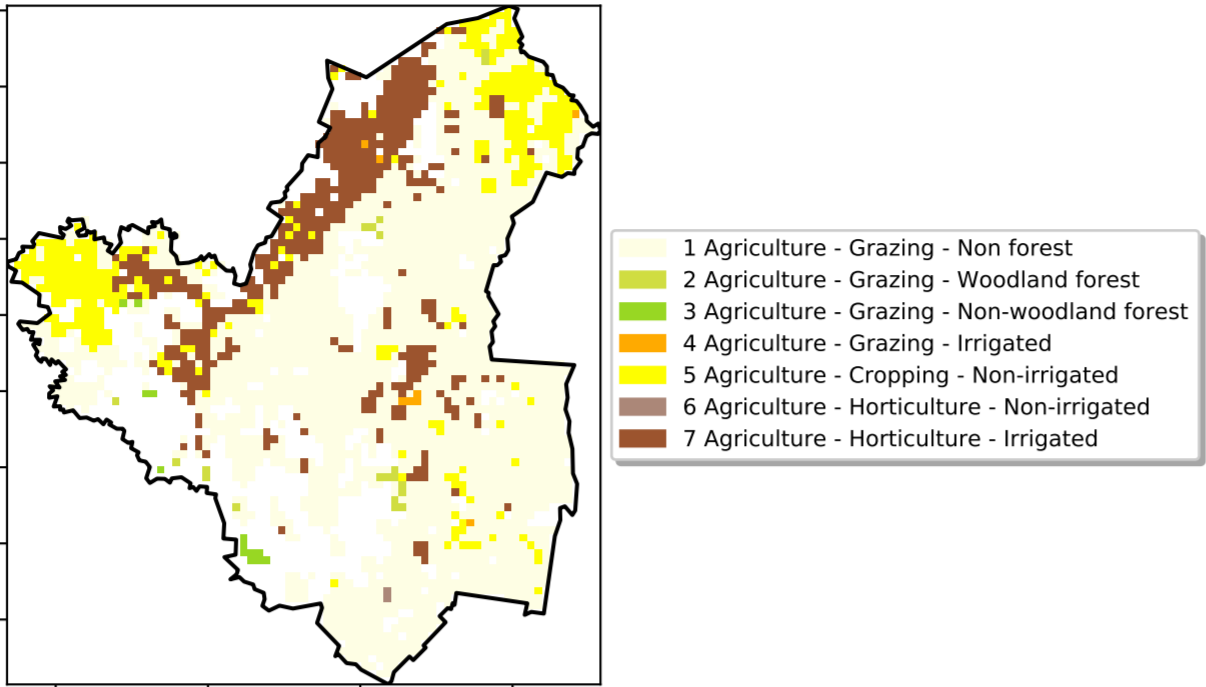 1 Agriculture - Grazing - Non forest
2 Agriculture - Grazing - Woodland forest
3 Agriculture - Grazing - Non-woodland forest
4 Agriculture - Grazing - Irrigated
5 Agriculture - Cropping - Non-irrigated
6 Agriculture - Horticulture - Non-irrigated
7 Agriculture - Horticulture - Irrigated